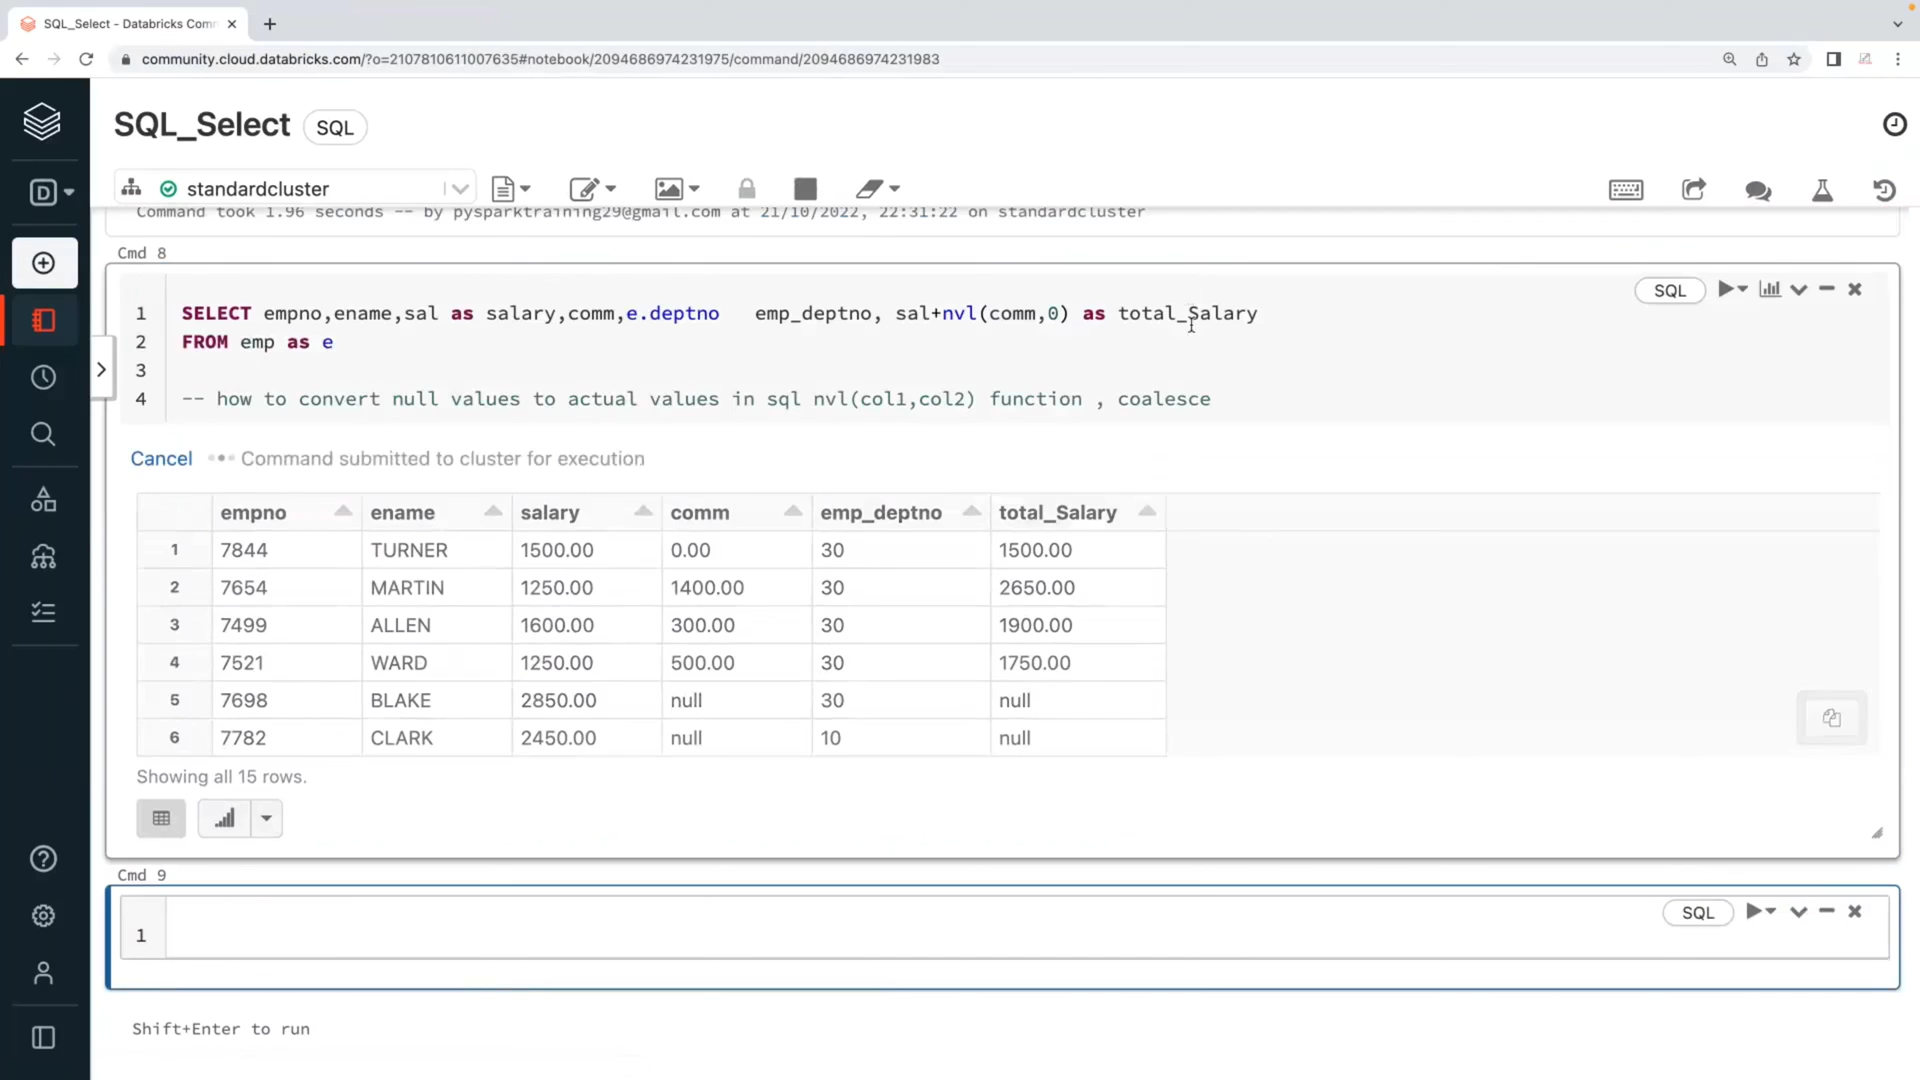 SQL_Select - Databricks Com
community.cloud.databricks.com/?o=2107810611007635#notebook/2094686974231975/command/2094686974231983
SQL_Select SQL
D standardcluster
Command took 1.96 seconds -- by pysparktraining29@gmail.com at 21/10/2022, 22:31:22 on standardcluster
Cmd 8
SQL
1 SELECT empno,ename,sal as salary,comm,e.deptno emp_deptno, sal+nvl(comm,0) as total_Salary
2 FROM emp as e
3
4 -- how to convert null values to actual values in sql nvl(col1,col2) function , coalesce
Cancel Command submitted to cluster for execution
empno ename salary comm emp_deptno total_Salary
1 7844 TURNER 1500.00 0.00 30 1500.00
2 7654 MARTIN 1250.00 1400.00 30 2650.00
3 7499 ALLEN 1600.00 300.00 30 1900.00
4 7521 WARD 1250.00 500.00 30 1750.00
5 7698 BLAKE 2850.00 null 30 null
6 7782 CLARK 2450.00 null 10 null
Showing all 15 rows.
Cmd 9
SQL
1
Shift+Enter to run